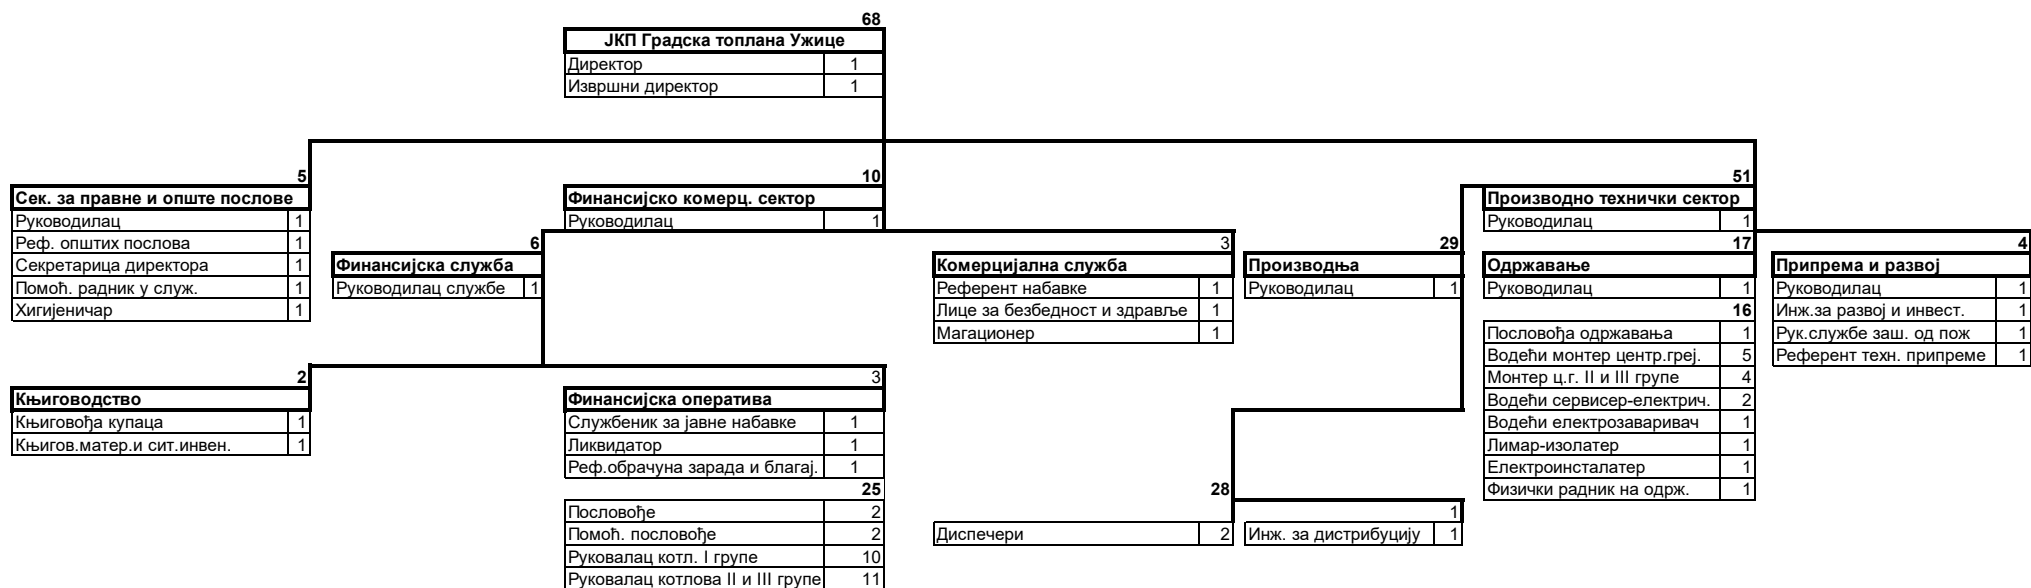 68
ЈКП Градска топлана Ужице
Директор 1
Извршни директор 1
5
Сек. за правне и опште послове
Руководилац 1
Реф. општих послова 1
Секретарица директора 1
Помоћ. радник у служ. 1
Хигијеничар 1
10
Финансијско комерц. сектор
Руководилац 1
51
Производно технички сектор
Руководилац 1
6
Финансијска служба
Руководилац службе 1
3
Комерцијална служба
Референт набавке 1
Лице за безбедност и здравље 1
Магационер 1
29
Производња
Руководилац 1
17
Одржавање
Руководилац 1
16
Пословођа одржавања 1
Водећи монтер центр.греј. 5
Монтер ц.г. II и III групе 4
Водећи сервисер-електрич. 2
Водећи електрозаваривач 1
Лимар-изолатер 1
Електроинсталатер 1
Физички радник на одрж. 1
4
Припрема и развој
Руководилац 1
Инж.за развој и инвест. 1
Рук.службе заш. од пож 1
Референт техн. припреме 1
2
Књиговодство
Књиговођа купаца 1
Књигов.матер.и сит.инвен. 1
3
Финансијска оператива
Службеник за јавне набавке 1
Ликвидатор 1
Реф.обрачуна зарада и благај. 1
25
Пословође 2
Помоћ. пословође 2
Руковалац котл. I групе 10
Руковалац котлова II и III групе 11
28
Диспечери 2
1
Инж. за дистрибуцију 1